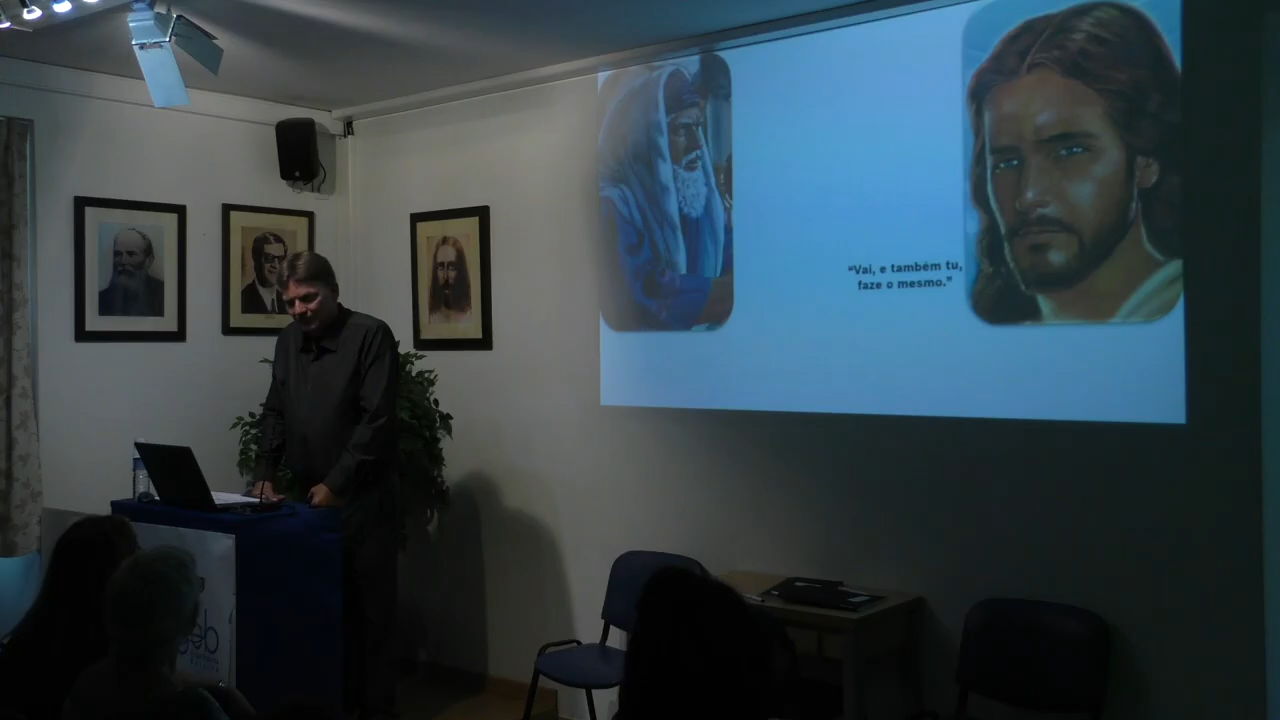 “Vai, e também tu,
faze o mesmo.”